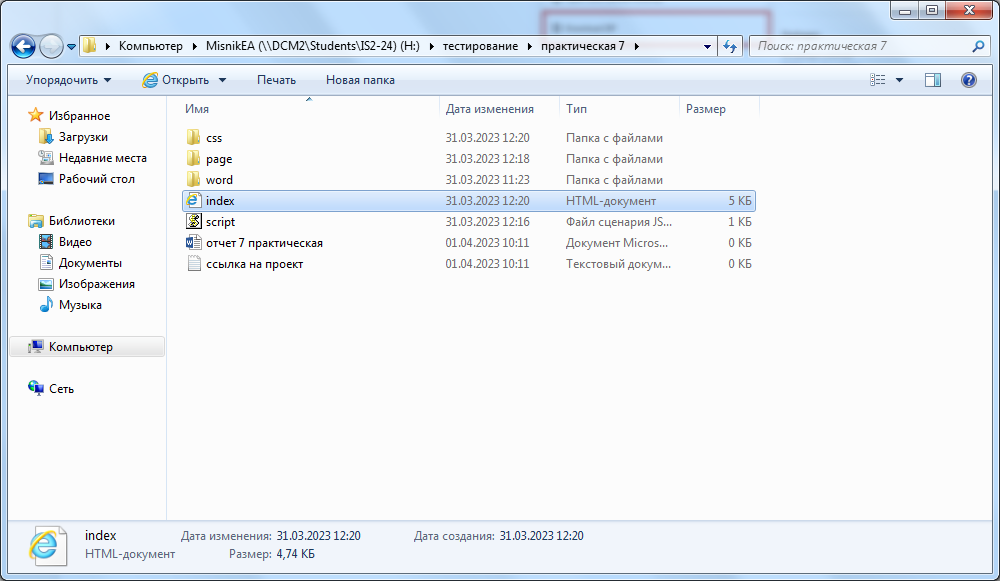 Компьютер MisnikEA (\\DCM2\Students\IS2-24) (H:) тестирование практическая 7 Поиск: практическая 7
Упорядочить Открыть Печать Новая папка
Избранное
Загрузки
Недавние места
Рабочий стол
Библиотеки
Видео
Документы
Изображения
Музыка
Компьютер
Сеть
Имя Дата изменения Тип Размер
css 31.03.2023 12:20 Папка с файлами
page 31.03.2023 12:18 Папка с файлами
word 31.03.2023 11:23 Папка с файлами
index 31.03.2023 12:20 HTML-документ 5 КБ
script 31.03.2023 12:16 Файл сценария JS... 1 КБ
отчет 7 практическая 01.04.2023 10:11 Документ Micros... 0 КБ
ссылка на проект 01.04.2023 10:11 Текстовый докум... 0 КБ
index Дата изменения: 31.03.2023 12:20 Дата создания: 31.03.2023 12:20
HTML-документ Размер: 4,74 КБ